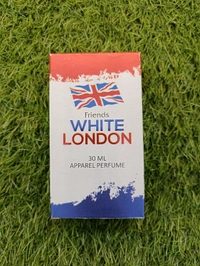 Friends
WHITE
LONDON
30 ML
APPAREL PERFUME